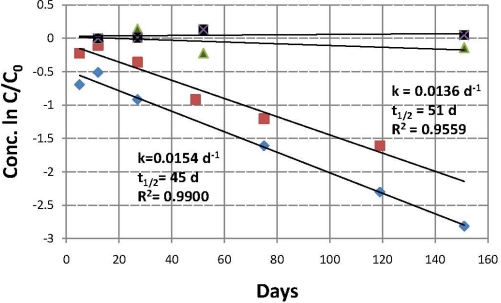 0.5
0
-0.5
-1
-1.5
-2
-2.5
-3
Conc. ln C/C0
k = 0.0136 d-1
t1/2 = 51 d
R2 = 0.9559
k=0.0154 d-1
t1/2= 45 d
R2= 0.9900
0 20 40 60 80 100 120 140 160
Days